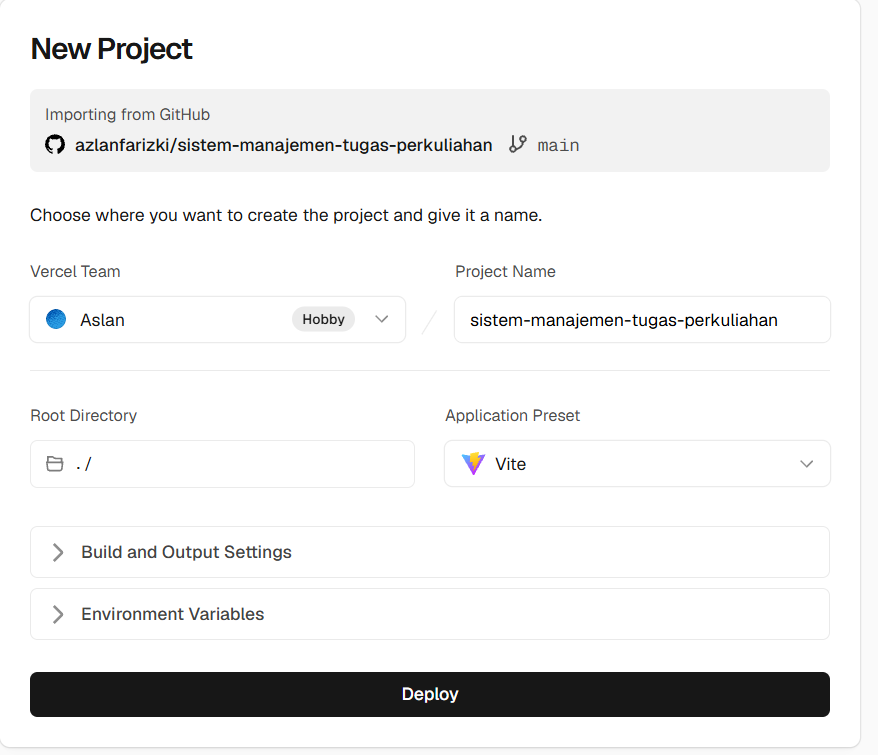 New Project
Importing from GitHub
azlanfarizki/sistem-manajemen-tugas-perkuliahan main
Choose where you want to create the project and give it a name.
Vercel Team
Project Name
Aslan Hobby
sistem-manajemen-tugas-perkuliahan
Root Directory
Application Preset
./
Vite
Build and Output Settings
Environment Variables
Deploy